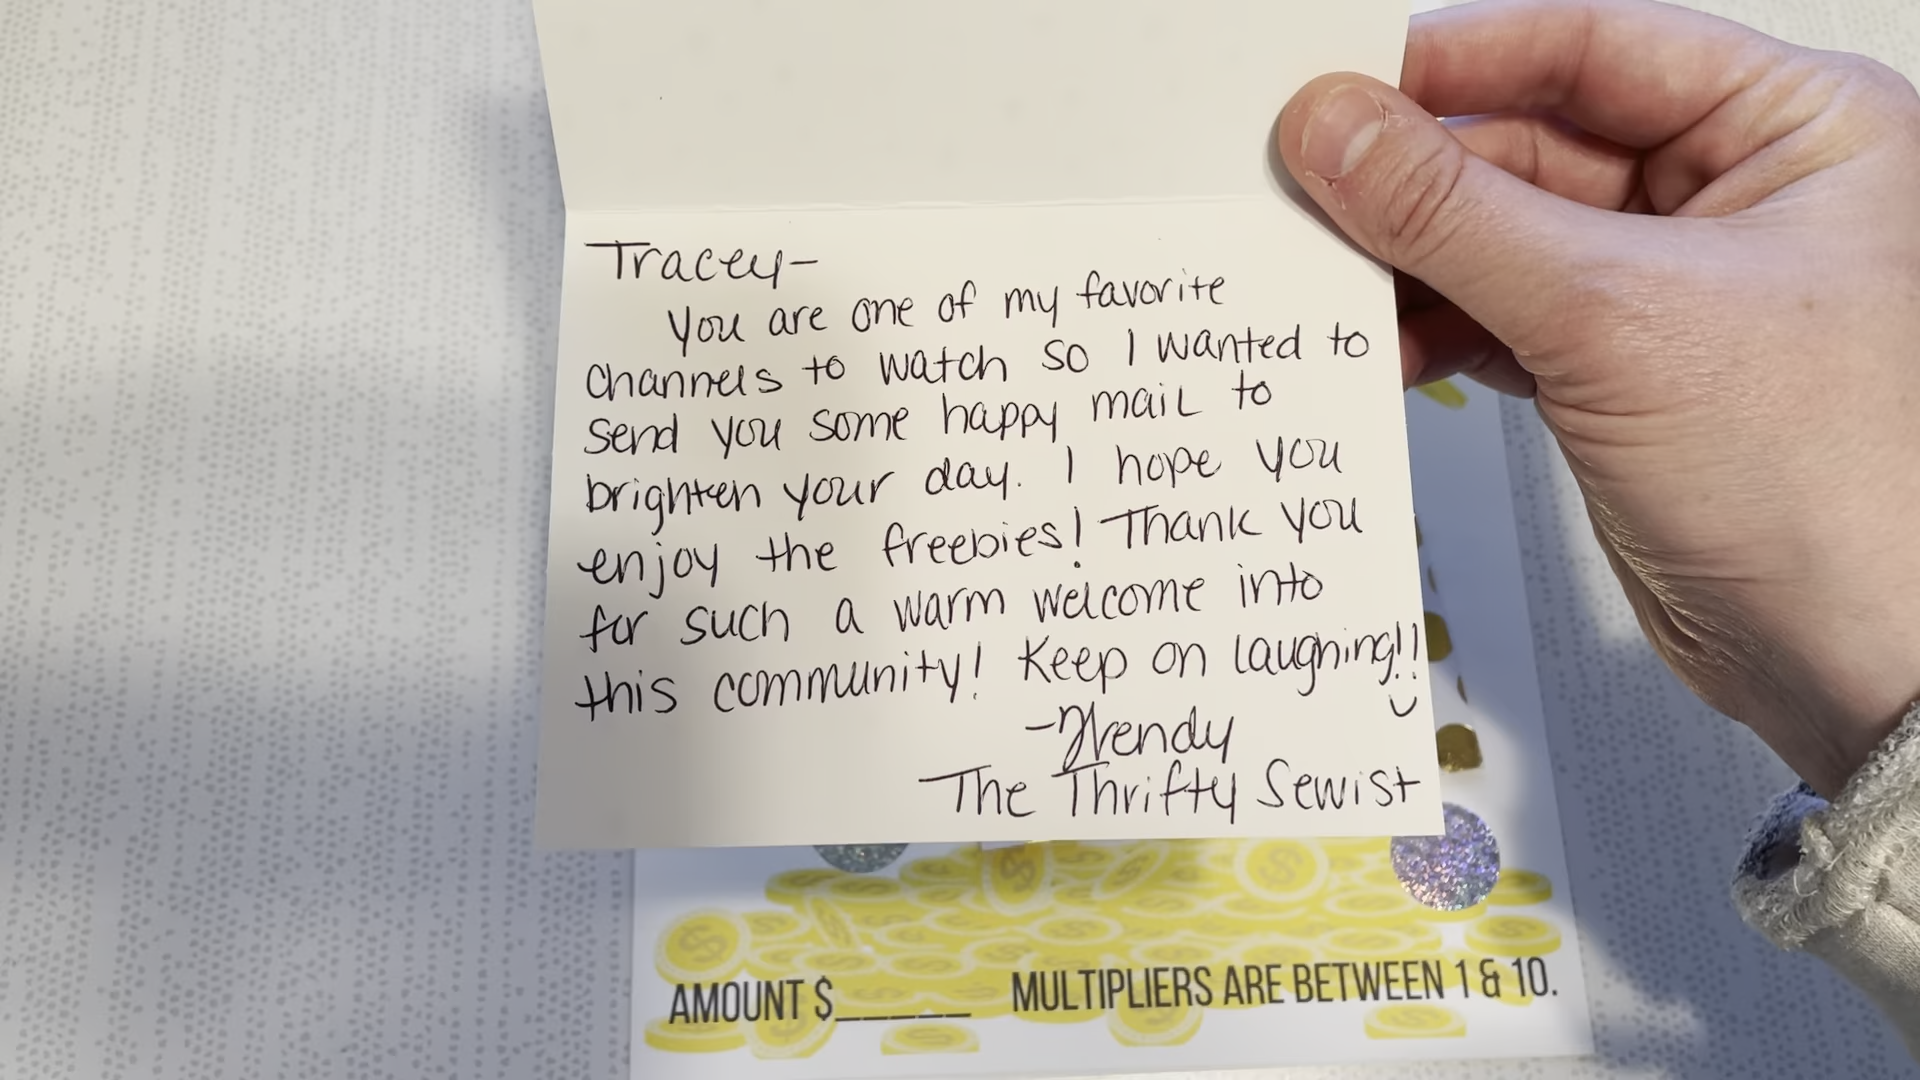 Tracey-
You are one of my favorite
channels to watch so I wanted to
send you some happy mail to
brighten your day. I hope you
enjoy the freebies! Thank you
for such a warm welcome into
this community! Keep on laughing!!
-Wendy
The Thrifty Sewist
AMOUNT $_____ MULTIPLIERS ARE BETWEEN 1 & 10.